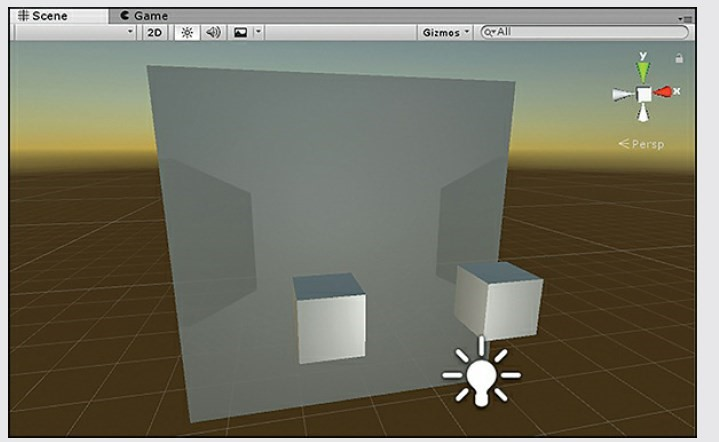 Scene
Game
2D
Gizmos
All
y
x
Persp